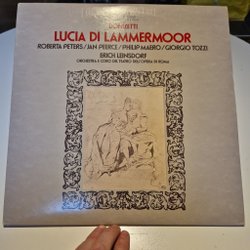 DONIZETTI
LUCIA DI LAMMERMOOR
ROBERTA PETERS/JAN PEERCE/PHILIP MAERO/GIORGIO TOZZI
ERICH LEINSDORF
ORCHESTRA E CORO DEL TEATRO DELL'OPERA DI ROMA